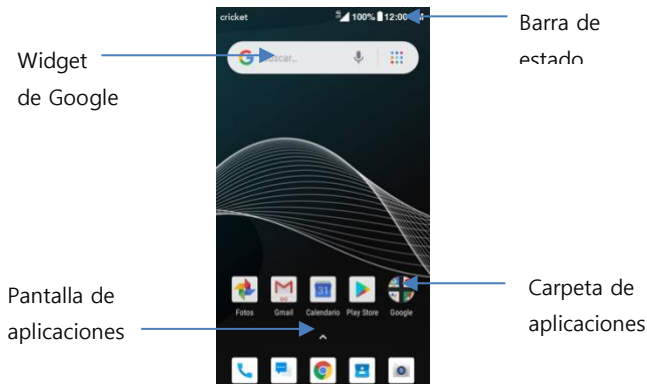 cricket 100% 12:00
Barra de
estado
Widget
de Google
Buscar...
31
GO
Fotos Gmail Calendario Play Store Google
Pantalla de
aplicaciones
Carpeta de
aplicaciones